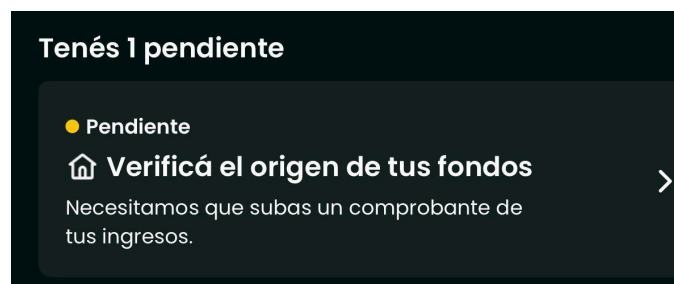 Tenés 1 pendiente
Pendiente
Verificá el origen de tus fondos
Necesitamos que subas un comprobante de
tus ingresos.